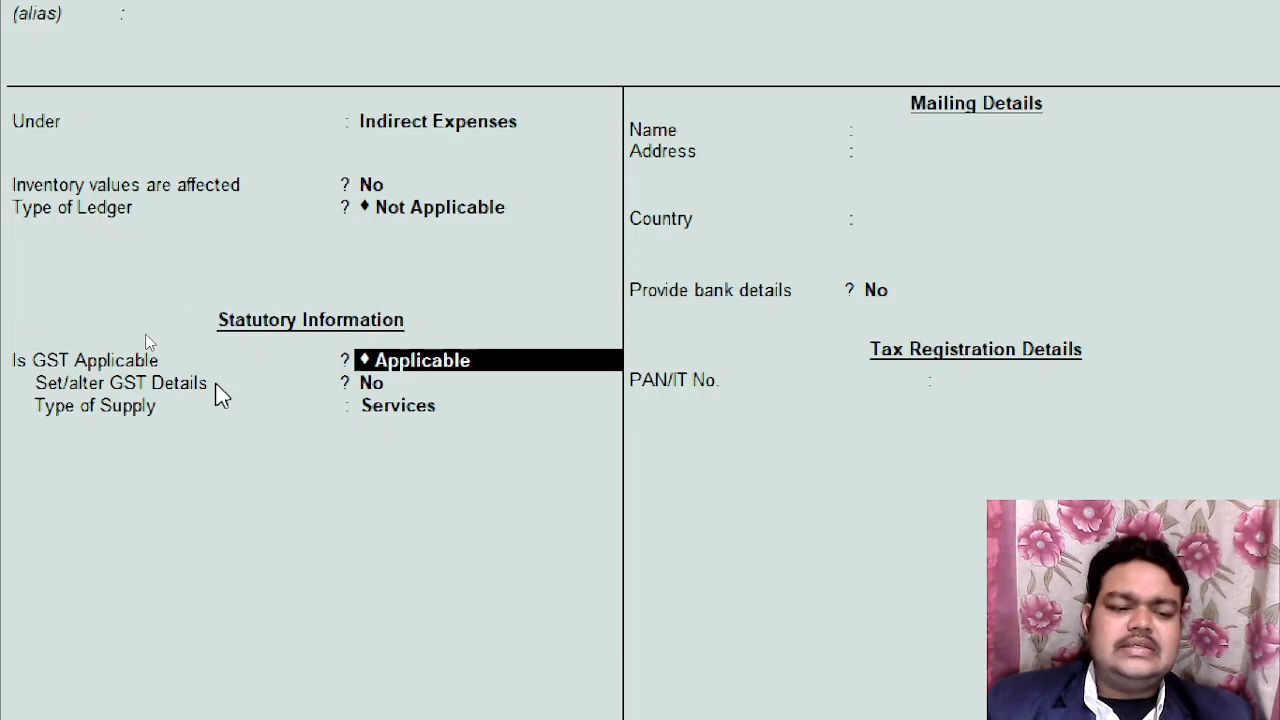 (alias) :
Under : Indirect Expenses
Inventory values are affected ? No
Type of Ledger ? ♦ Not Applicable
Statutory Information
Is GST Applicable ? ♦ Applicable
Set/alter GST Details ? No
Type of Supply : Services
Mailing Details
Name :
Address :
Country :
Provide bank details ? No
Tax Registration Details
PAN/IT No. :